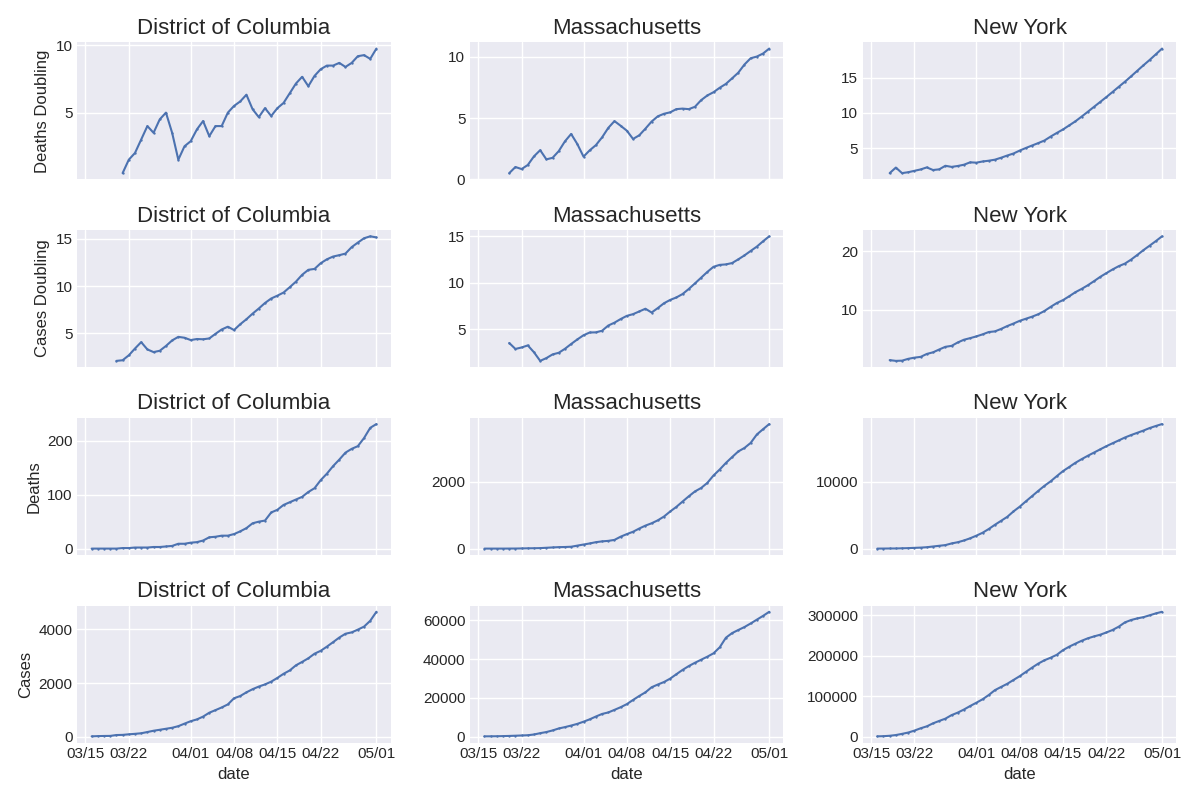 District of Columbia Massachusetts New York
Deaths Doubling
10
5
10
5
0
15
10
5
District of Columbia Massachusetts New York
Cases Doubling
15
10
5
15
10
5
20
10
District of Columbia Massachusetts New York
Deaths
200
100
0
2000
0
10000
0
District of Columbia Massachusetts New York
Cases
4000
2000
0
60000
40000
20000
0
300000
200000
100000
0
03/15 03/22 04/01 04/08 04/15 04/22 05/01
03/15 03/22 04/01 04/08 04/15 04/22 05/01
03/15 03/22 04/01 04/08 04/15 04/22 05/01
date date date